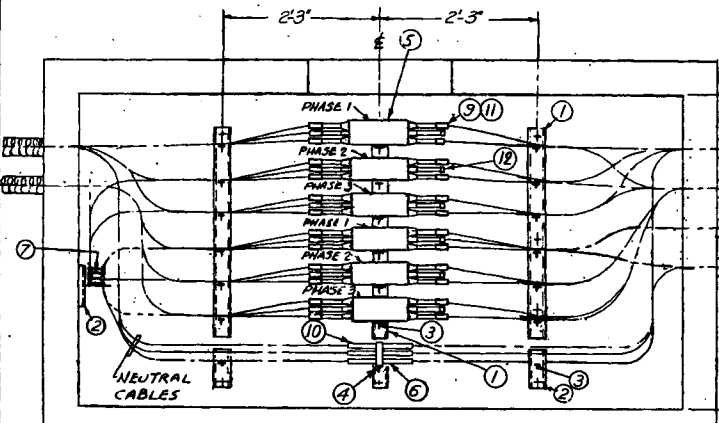 2'-3" 2'-3"
℄ 5
PHASE 1 9 11 1
PHASE 2 12
PHASE 3
PHASE 1
7 PHASE 2
PHASE 3
2 10 3
1 3
NEUTRAL
CABLES 4 6 2